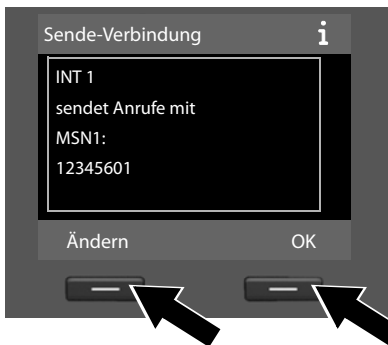 Sende-Verbindung i
INT 1
sendet Anrufe mit
MSN1:
12345601
Ändern OK